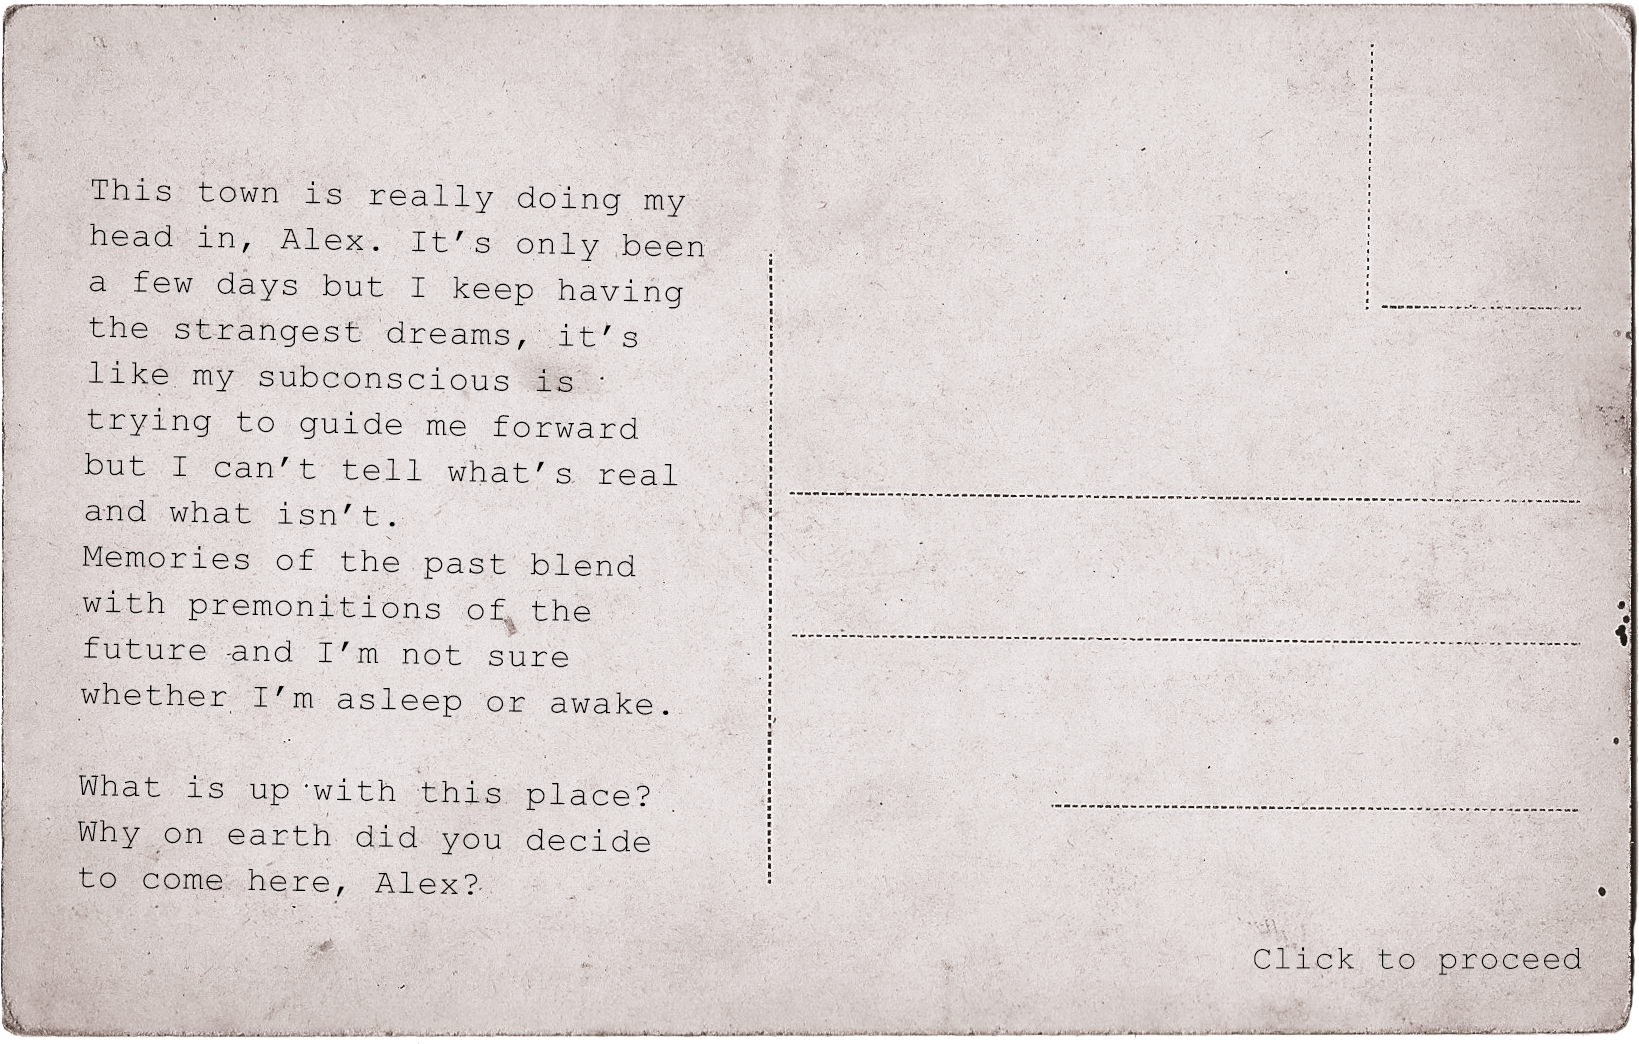 This town is really doing my
head in, Alex. It's only been
a few days but I keep having
the strangest dreams, it's
like my subconscious is
trying to guide me forward
but I can't tell what's real
and what isn't.
Memories of the past blend
with premonitions of the
future and I'm not sure
whether I'm asleep or awake.
What is up with this place?
Why on earth did you decide
to come here, Alex?
Click to proceed